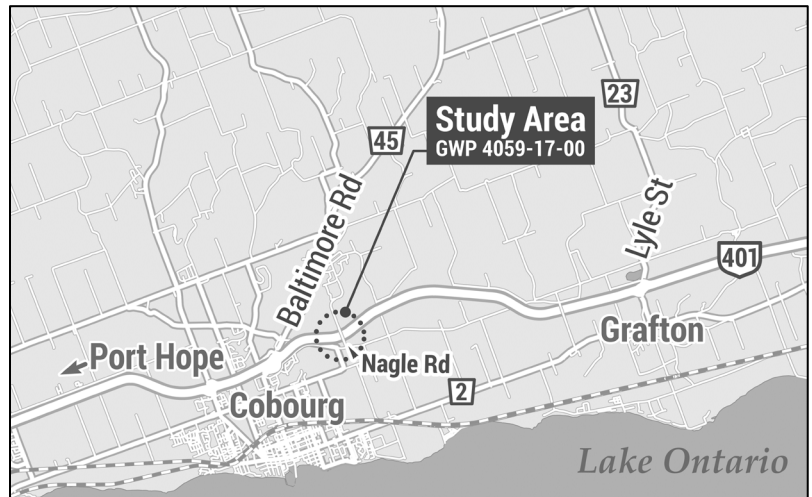 23
Study Area
GWP 4059-17-00
45
Baltimore Rd
Lyle St
401
Grafton
Port Hope
Nagle Rd
2
Cobourg
Lake Ontario